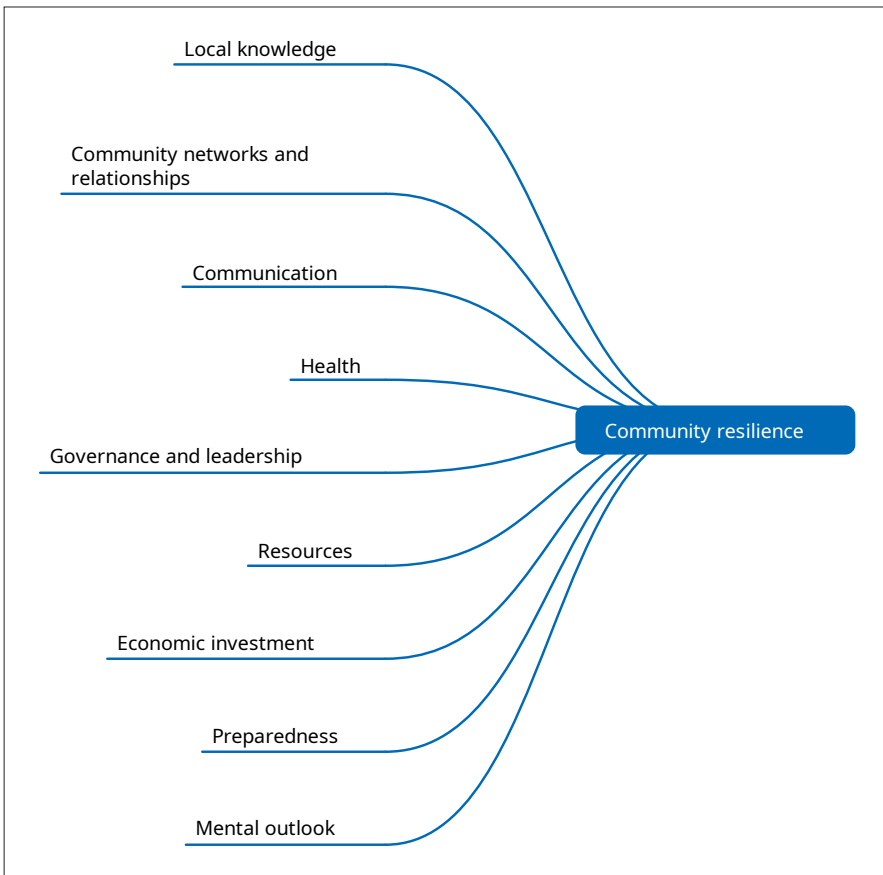 Local knowledge
Community networks and
relationships
Communication
Health
Community resilience
Governance and leadership
Resources
Economic investment
Preparedness
Mental outlook